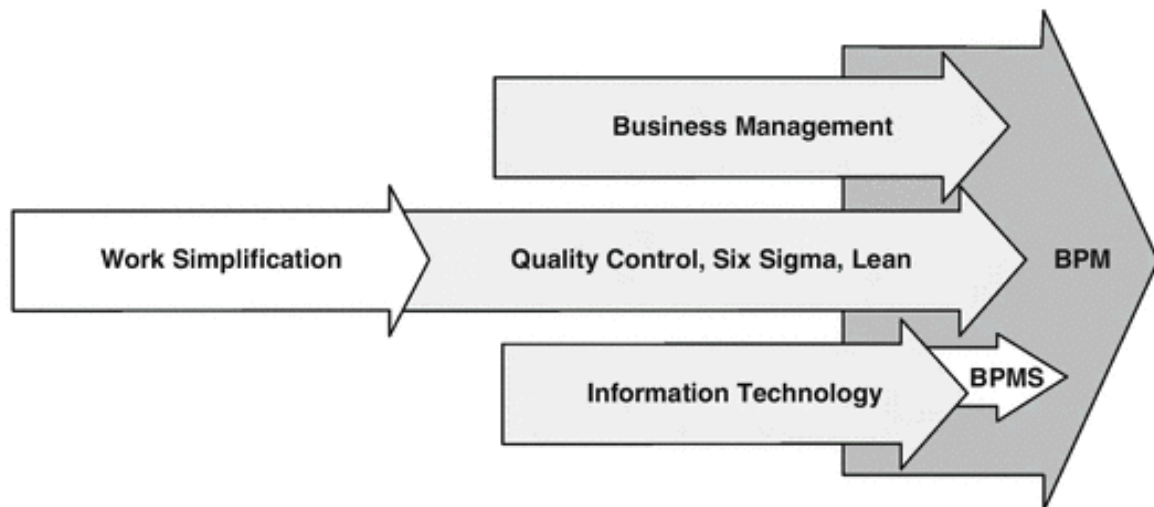 Business Management
Work Simplification
Quality Control, Six Sigma, Lean
BPM
Information Technology
BPMS